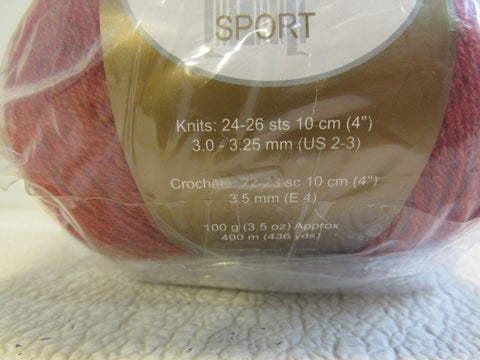 SPORT
Knits: 24-26 sts 10 cm (4")
3.0 - 3.25 mm (US 2-3)
Crochet: 22-23 sc 10 cm (4")
3.5 mm (E 4)
100 g (3.5 oz) Approx
400 m (436 yds)